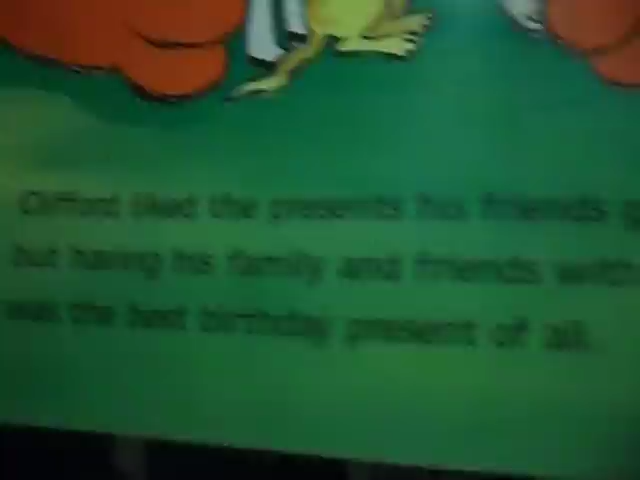 Clifford liked the presents his friends g
but having his family and friends with
was the best birthday present of all.